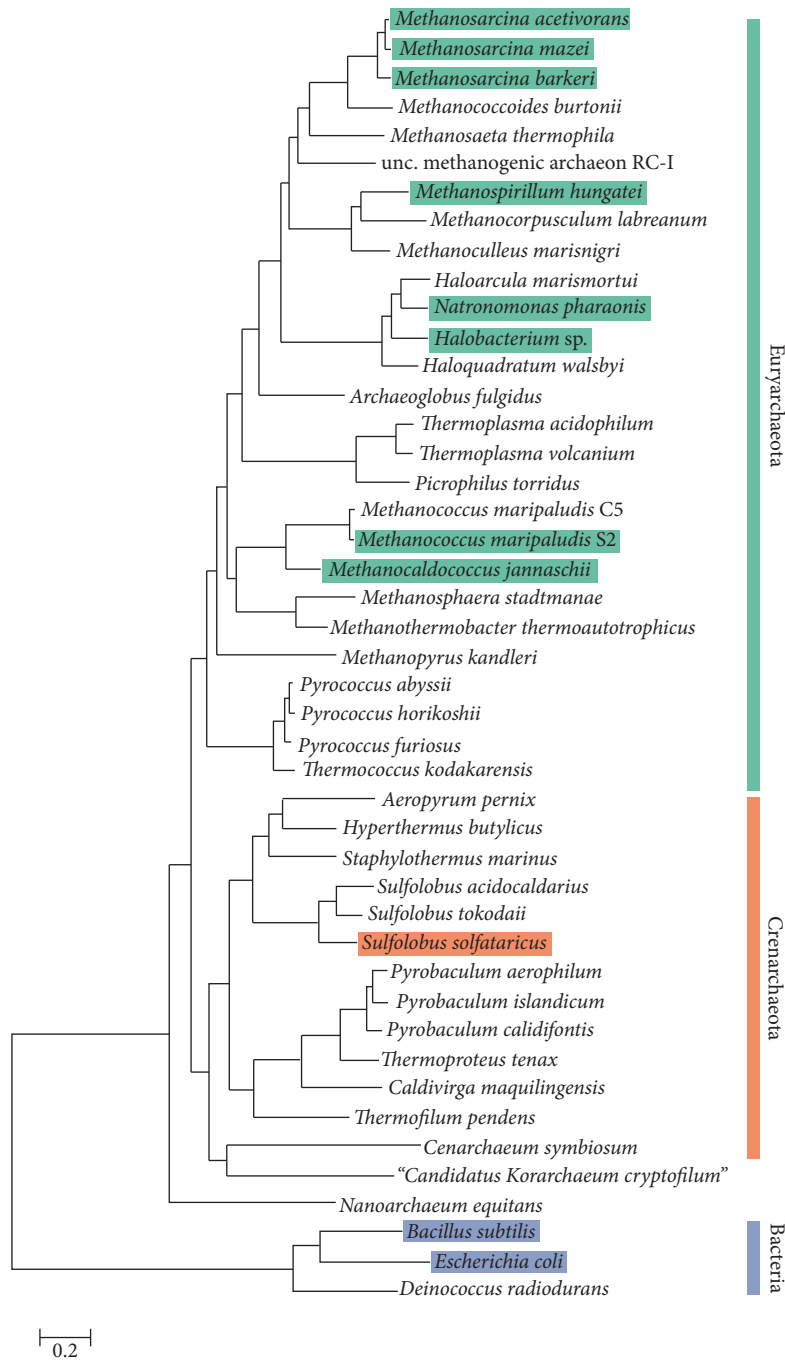 Methanosarcina acetivorans
Methanosarcina mazei
Methanosarcina barkeri
Methanococcoides burtonii
Methanosaeta thermophila
unc. methanogenic archaeon RC-I
Methanospirillum hungatei
Methanocorpusculum labreanum
Methanoculleus marisnigri
Haloarcula marismortui
Natronomonas pharaonis
Halobacterium sp.
Haloquadratum walsbyi
Archaeoglobus fulgidus
Thermoplasma acidophilum
Thermoplasma volcanium
Picrophilus torridus
Methanococcus maripaludis C5
Methanococcus maripaludis S2
Methanocaldococcus jannaschii
Methanosphaera stadtmanae
Methanothermobacter thermoautotrophicus
Methanopyrus kandleri
Pyrococcus abyssii
Pyrococcus horikoshii
Pyrococcus furiosus
Thermococcus kodakarensis
Euryarchaeota
Aeropyrum pernix
Hyperthermus butylicus
Staphylothermus marinus
Sulfolobus acidocaldarius
Sulfolobus tokodaii
Sulfolobus solfataricus
Pyrobaculum aerophilum
Pyrobaculum islandicum
Pyrobaculum calidifontis
Thermoproteus tenax
Caldivirga maquilingensis
Thermofilum pendens
Cenarchaeum symbiosum
Crenarchaeota
“Candidatus Korarchaeum cryptofilum”
Nanoarchaeum equitans
Bacillus subtilis
Escherichia coli
Deinococcus radiodurans
Bacteria
0.2